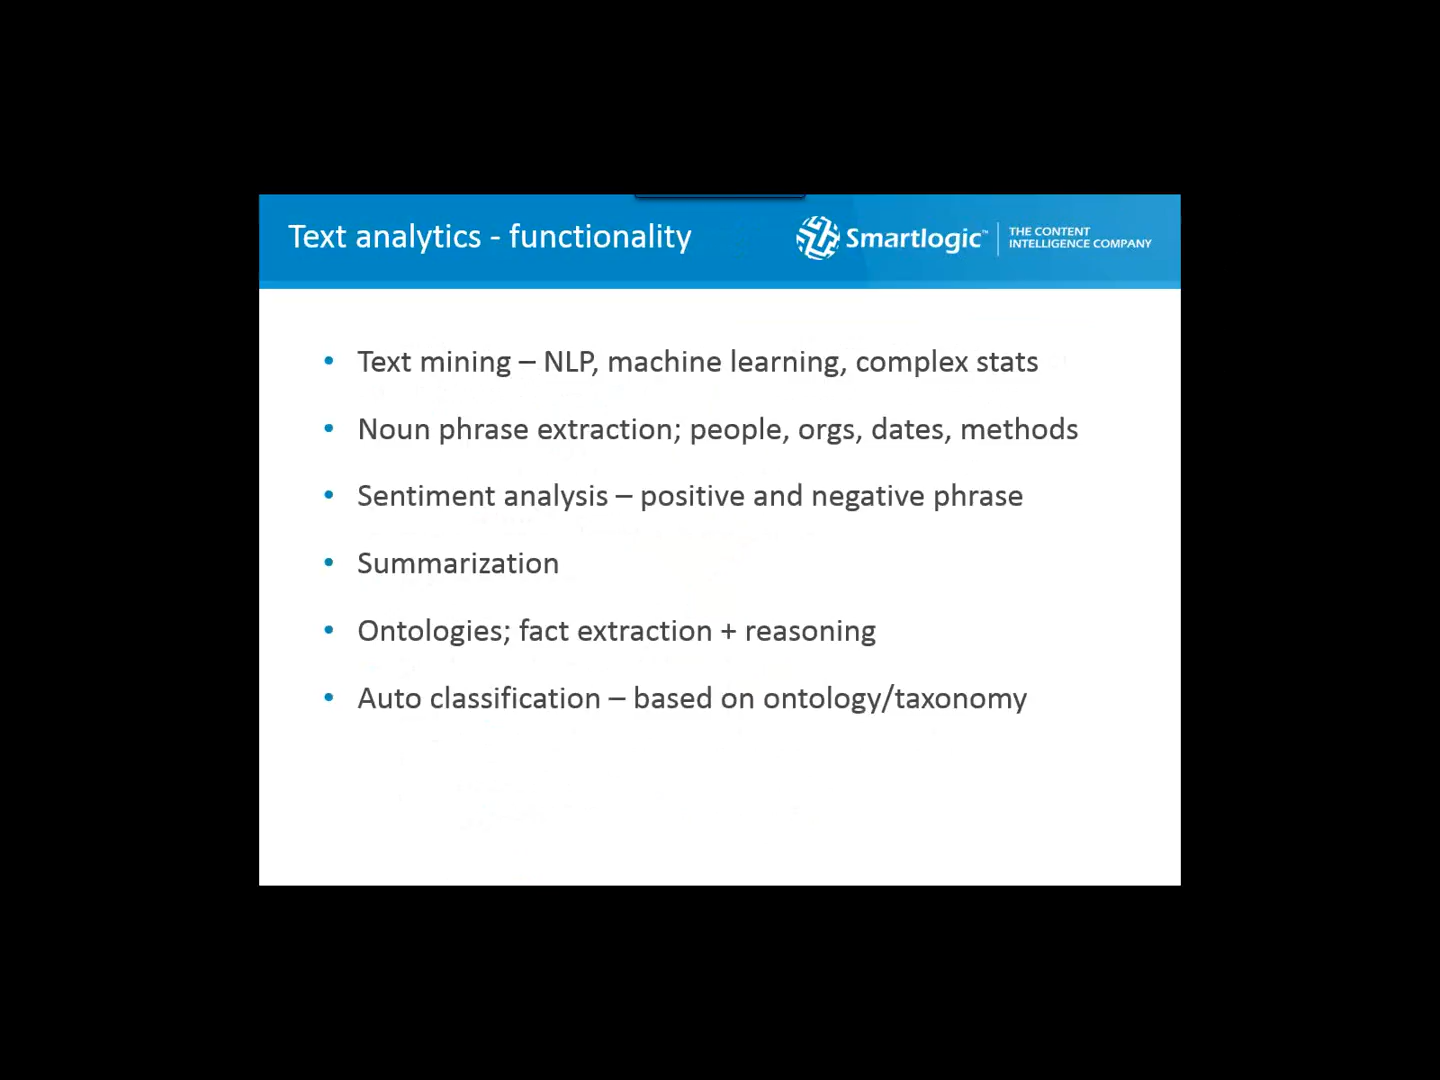 Text analytics - functionality
Smartlogic™
THE CONTENT
INTELLIGENCE COMPANY
• Text mining – NLP, machine learning, complex stats
• Noun phrase extraction; people, orgs, dates, methods
• Sentiment analysis – positive and negative phrase
• Summarization
• Ontologies; fact extraction + reasoning
• Auto classification – based on ontology/taxonomy